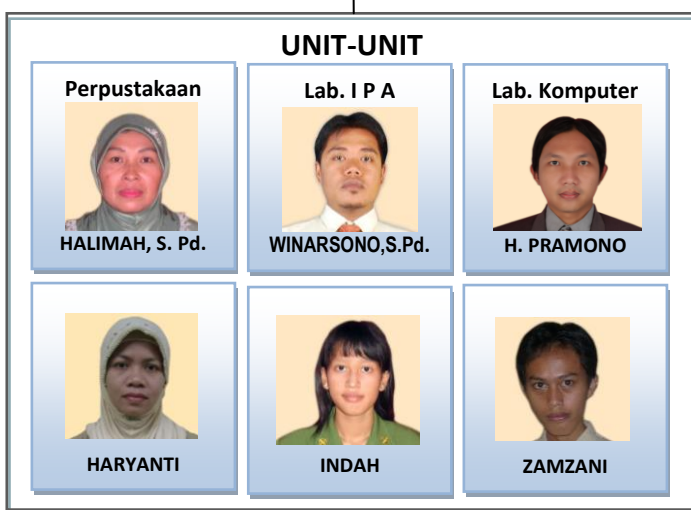 UNIT-UNIT
Perpustakaan
HALIMAH, S. Pd.
Lab. I P A
WINARSONO,S.Pd.
Lab. Komputer
H. PRAMONO
HARYANTI
INDAH
ZAMZANI